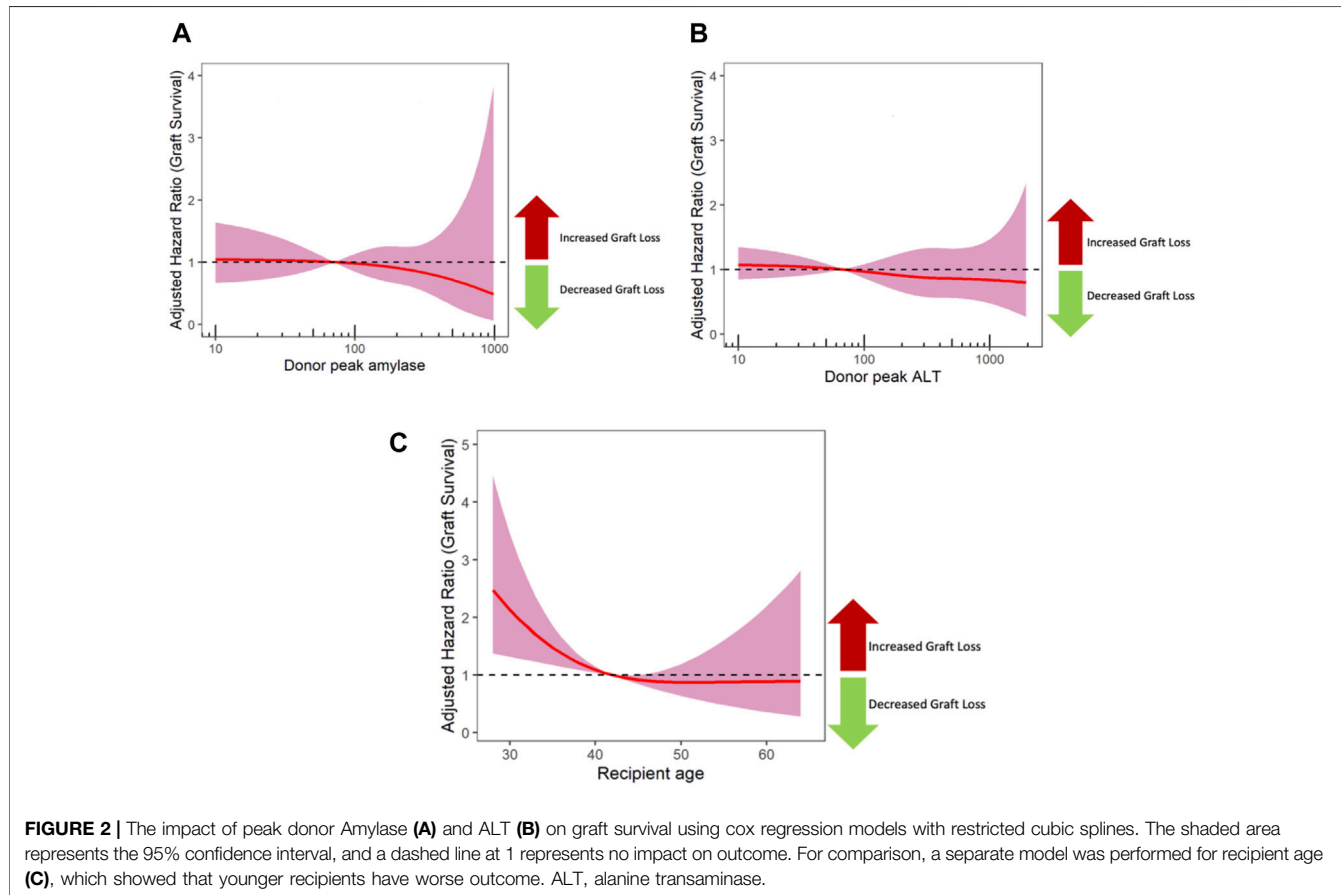 A
Adjusted Hazard Ratio (Graft Survival)
4
3
2
1
0
10
100
1000
Donor peak amylase
Increased Graft Loss
Decreased Graft Loss
B
Adjusted Hazard Ratio (Graft Survival)
4
3
2
1
0
10
100
1000
Donor peak ALT
Increased Graft Loss
Decreased Graft Loss
C
Adjusted Hazard Ratio (Graft Survival)
5
4
3
2
1
0
30
40
50
60
Recipient age
Increased Graft Loss
Decreased Graft Loss
FIGURE 2 | The impact of peak donor Amylase (A) and ALT (B) on graft survival using cox regression models with restricted cubic splines. The shaded area
represents the 95% confidence interval, and a dashed line at 1 represents no impact on outcome. For comparison, a separate model was performed for recipient age
(C), which showed that younger recipients have worse outcome. ALT, alanine transaminase.